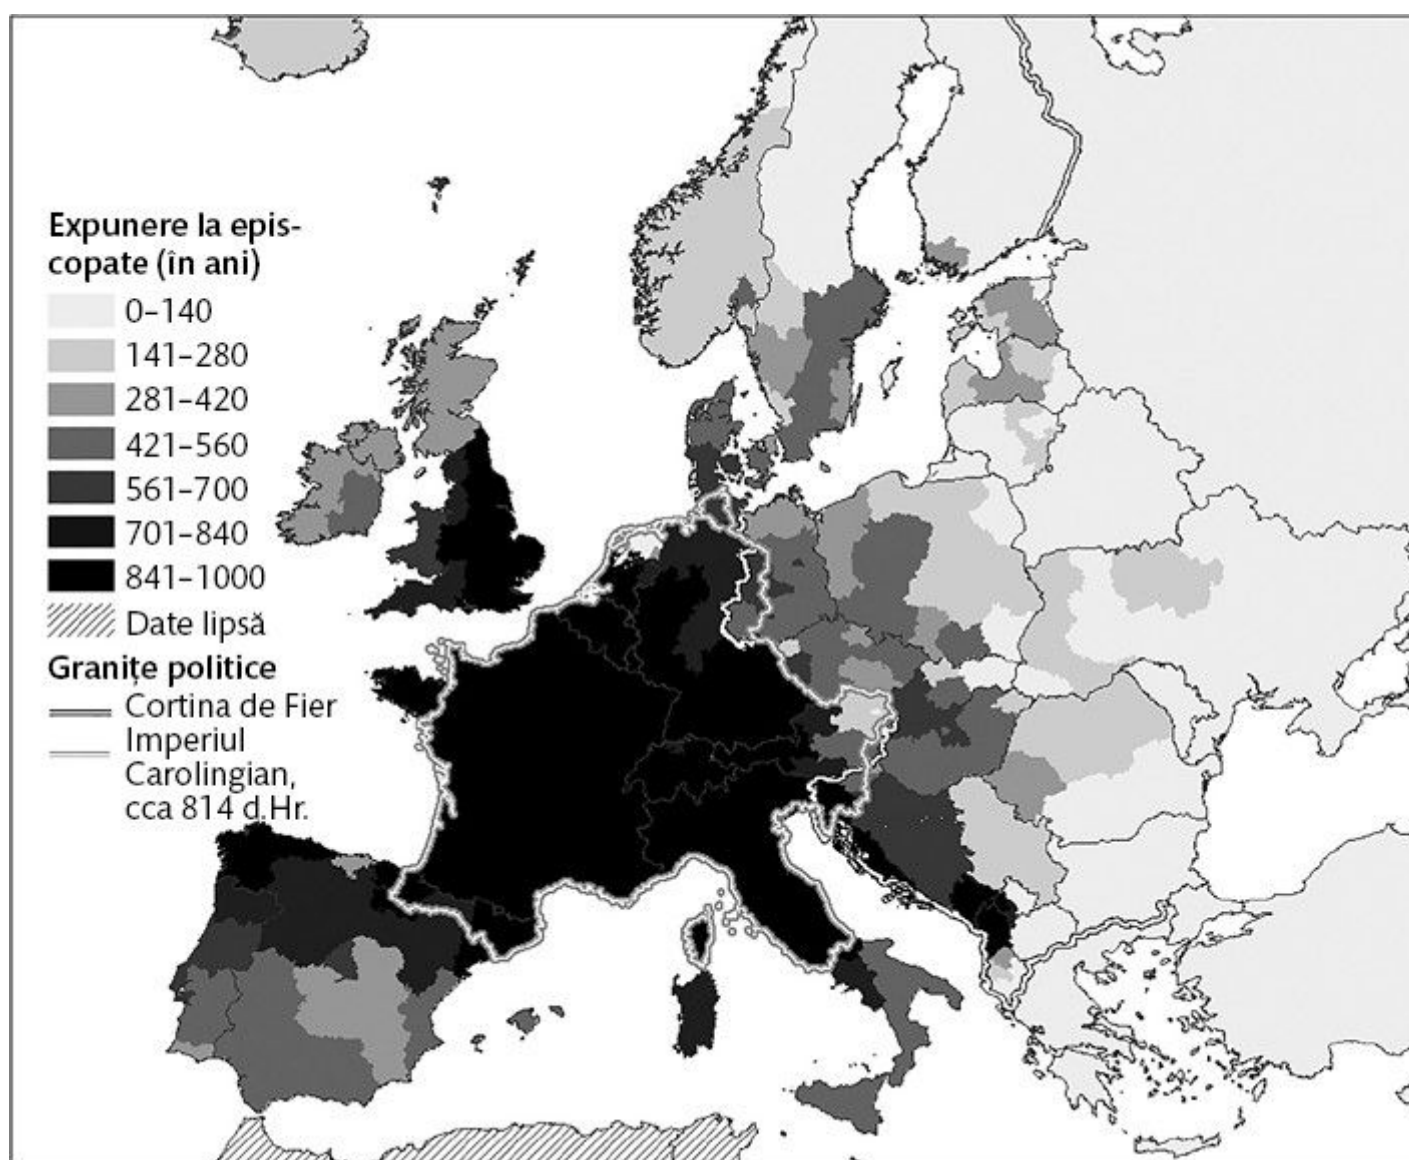 Expunere la epis-
copate (în ani)
0–140
141–280
281–420
421–560
561–700
701–840
841–1000
Date lipsă
Granițe politice
Cortina de Fier
Imperiul
Carolingian,
cca 814 d.Hr.